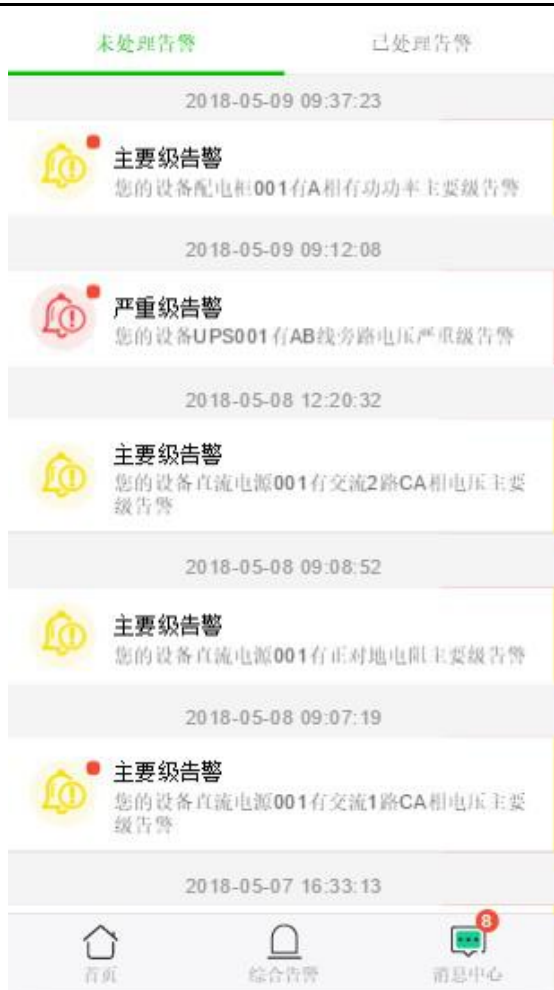 未处理告警
已处理告警
2018-05-09 09:37:23
主要级告警
您的设备配电柜001有A相有功功率主要级告警
2018-05-09 09:12:08
严重级告警
您的设备UPS001有AB线旁路电压严重级告警
2018-05-08 12:20:32
主要级告警
您的设备直流电源001有交流2路CA相电压主要
级告警
2018-05-08 09:08:52
主要级告警
您的设备直流电源001有正对地电阻主要级告警
2018-05-08 09:07:19
主要级告警
您的设备直流电源001有交流1路CA相电压主要
级告警
2018-05-07 16:33:13
8
首页
综合告警
消息中心